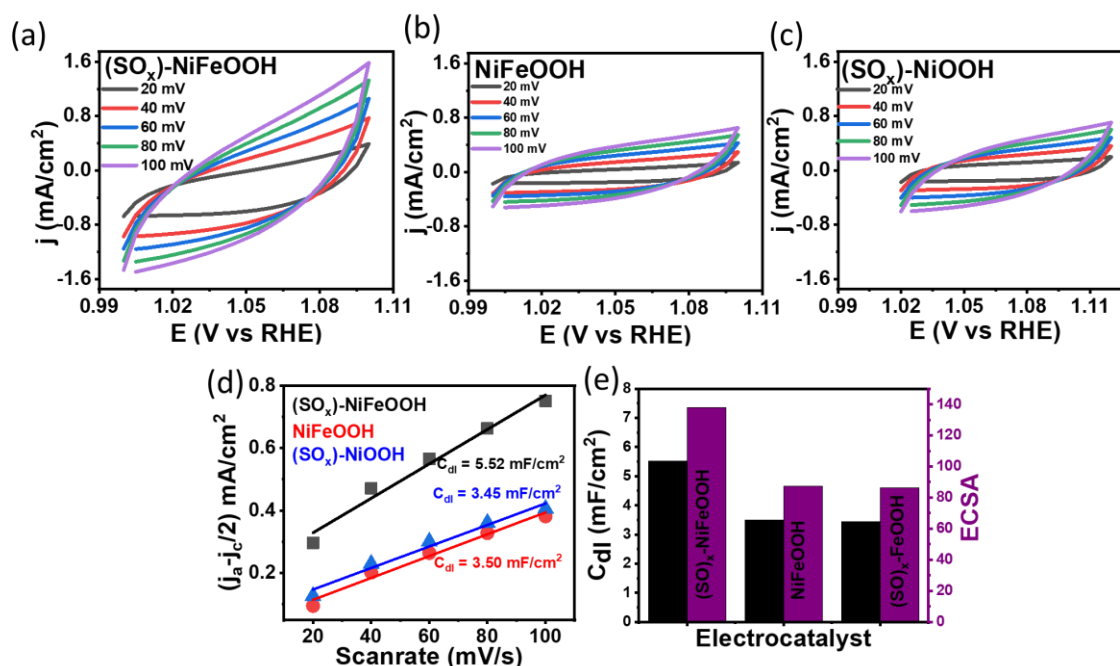 (a)
(SOx)-NiFeOOH
20 mV
40 mV
60 mV
80 mV
100 mV
1.6
0.8
0.0
-0.8
-1.6
j (mA/cm²)
0.99 1.02 1.05 1.08 1.11
E (V vs RHE)
(b)
NiFeOOH
20 mV
40 mV
60 mV
80 mV
100 mV
1.6
0.8
0.0
-0.8
-1.6
j (mA/cm²)
0.99 1.02 1.05 1.08 1.11
E (V vs RHE)
(c)
(SOx)-NiOOH
20 mV
40 mV
60 mV
80 mV
100 mV
1.6
0.8
0.0
-0.8
-1.6
j (mA/cm²)
0.99 1.02 1.05 1.08 1.11
E (V vs RHE)
(d)
0.8
0.6
0.4
0.2
(ja-jc/2) mA/cm²
(SOx)-NiFeOOH
NiFeOOH
(SOx)-NiOOH
Cdl = 5.52 mF/cm²
Cdl = 3.45 mF/cm²
Cdl = 3.50 mF/cm²
20 40 60 80 100
Scanrate (mV/s)
(e)
8
7
6
5
4
3
2
1
0
Cdl (mF/cm²)
(SO)x-NiFeOOH
NiFeOOH
(SO)x-FeOOH
140
120
100
80
60
40
20
0
ECSA
Electrocatalyst